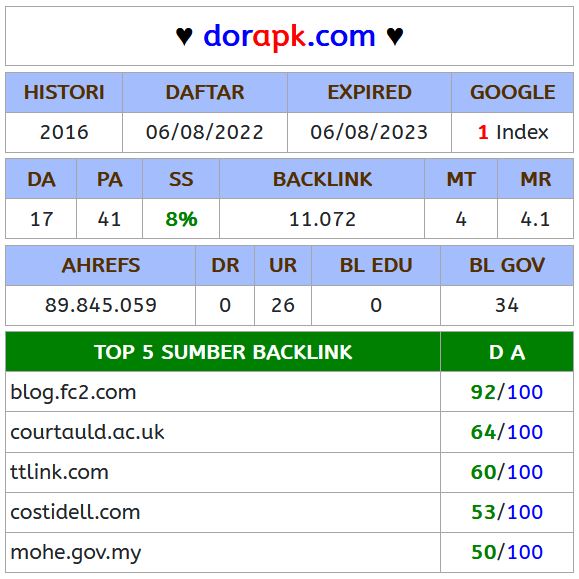 ♥ dorapk.com ♥
HISTORI DAFTAR EXPIRED GOOGLE
2016 06/08/2022 06/08/2023 1 Index
DA PA SS BACKLINK MT MR
17 41 8% 11.072 4 4.1
AHREFS DR UR BL EDU BL GOV
89.845.059 0 26 0 34
TOP 5 SUMBER BACKLINK D A
blog.fc2.com 92/100
courtauld.ac.uk 64/100
ttlink.com 60/100
costidell.com 53/100
mohe.gov.my 50/100